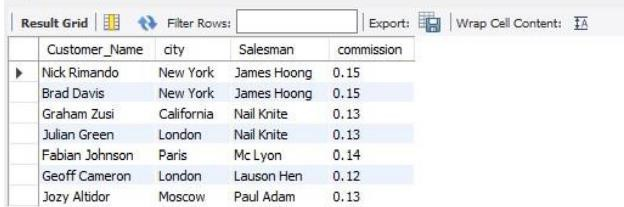 Result Grid Filter Rows: Export: Wrap Cell Content: IA
Customer_Name city Salesman commission
Nick Rimando New York James Hoong 0.15
Brad Davis New York James Hoong 0.15
Graham Zusi California Nail Knite 0.13
Julian Green London Nail Knite 0.13
Fabian Johnson Paris Mc Lyon 0.14
Geoff Cameron London Lauson Hen 0.12
Jozy Altidor Moscow Paul Adam 0.13